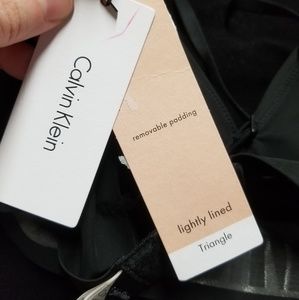 Calvin Klein
removable padding
lightly lined
Triangle